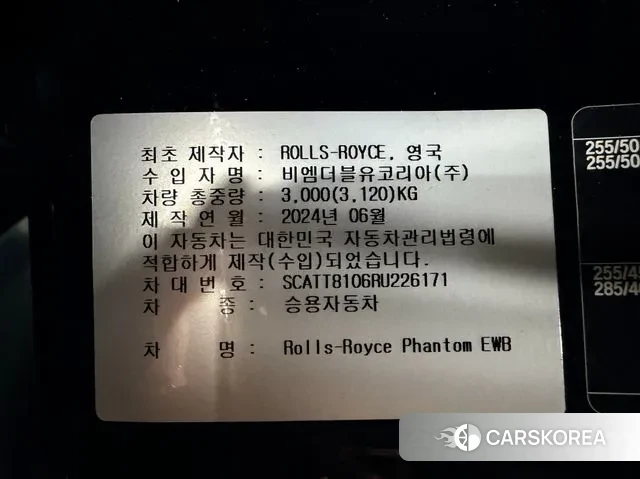 최초 제작자 : ROLLS-ROYCE, 영국
수 입 자 명 : 비엠더블유코리아(주)
차량 총중량 : 3,000(3,120)KG
제 작 연 월 : 2024년 06월
이 자동차는 대한민국 자동차관리법령에
적합하게 제작(수입)되었습니다.
차 대 번 호 : SCATT8106RU226171
차 종 : 승용자동차
차 명 : Rolls-Royce Phantom EWB
255/50
255/50
255/4
285/4
CARSKOREA